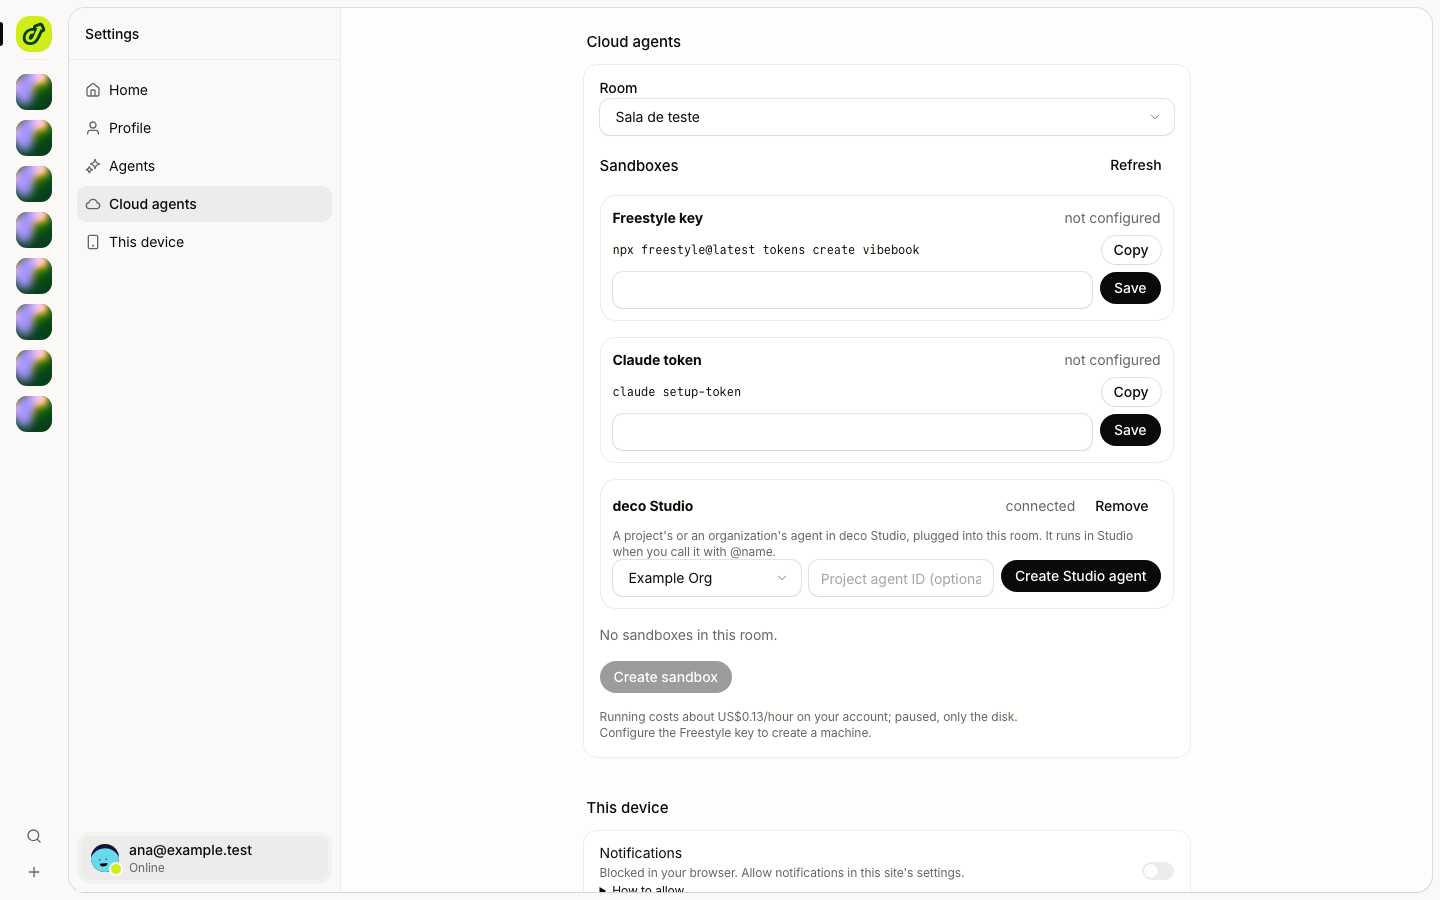 Settings
Home
Profile
Agents
Cloud agents
This device
ana@example.test
Online
Cloud agents
Room
Sala de teste
Sandboxes
Refresh
Freestyle key
not configured
npx freestyle@latest tokens create vibebook
Copy
Save
Claude token
not configured
claude setup-token
Copy
Save
deco Studio
connected
Remove
A project's or an organization's agent in deco Studio, plugged into this room. It runs in Studio
when you call it with @name.
Example Org
Project agent ID (optiona
Create Studio agent
No sandboxes in this room.
Create sandbox
Running costs about US$0.13/hour on your account; paused, only the disk.
Configure the Freestyle key to create a machine.
This device
Notifications
Blocked in your browser. Allow notifications in this site's settings.
How to allow